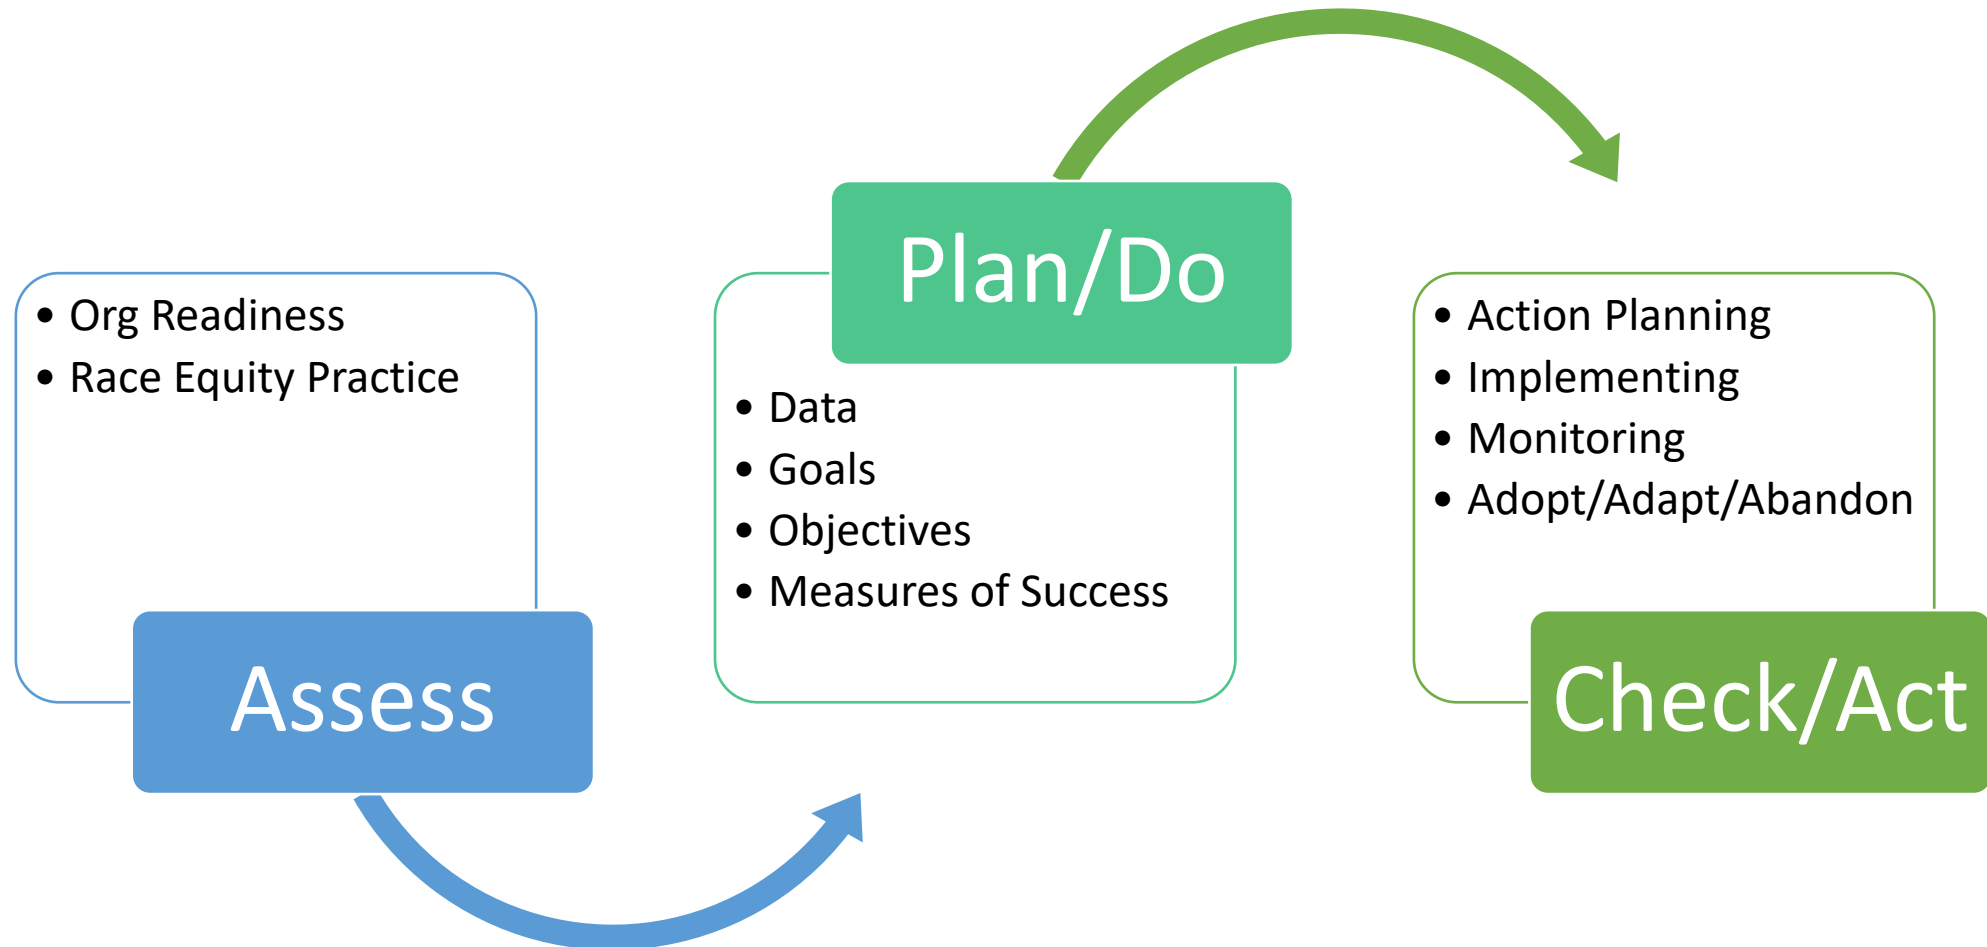 • Org Readiness
• Race Equity Practice
Assess
Plan/Do
• Data
• Goals
• Objectives
• Measures of Success
• Action Planning
• Implementing
• Monitoring
• Adopt/Adapt/Abandon
Check/Act